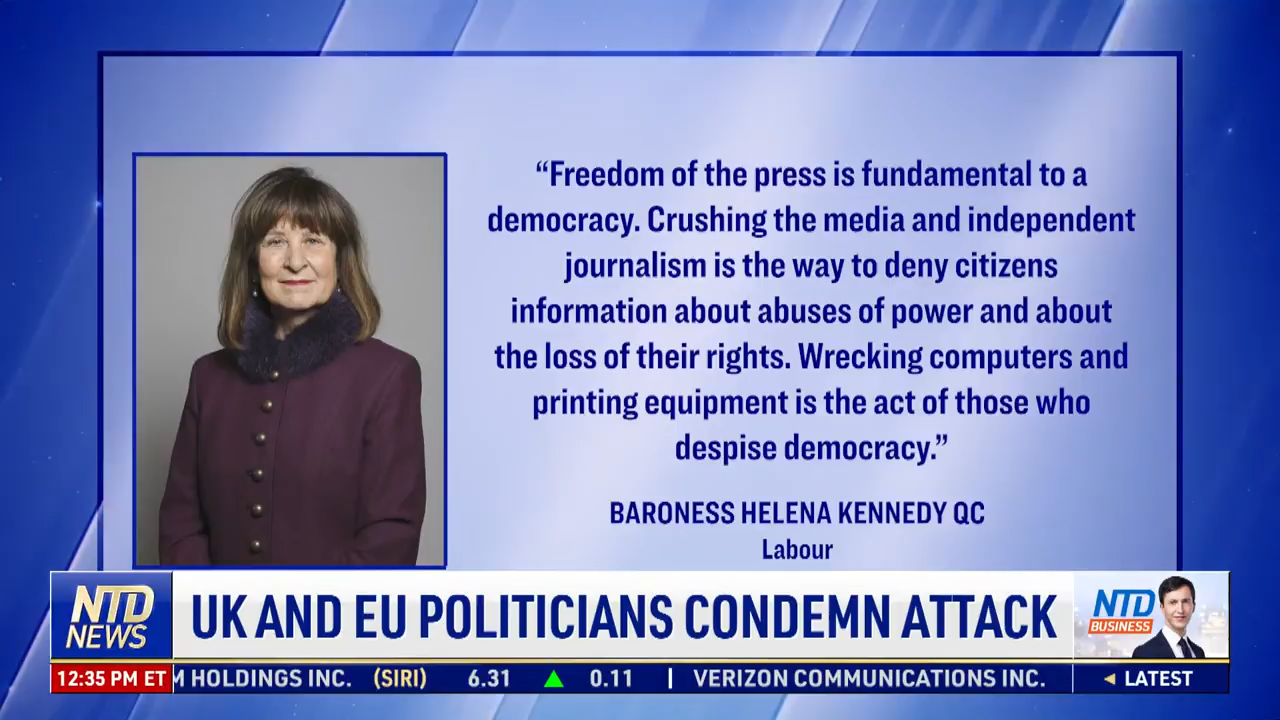 “Freedom of the press is fundamental to a
democracy. Crushing the media and independent
journalism is the way to deny citizens
information about abuses of power and about
the loss of their rights. Wrecking computers and
printing equipment is the act of those who
despise democracy.”
BARONESS HELENA KENNEDY QC
Labour
NTD
NEWS
UK AND EU POLITICIANS CONDEMN ATTACK
NTD
BUSINESS
12:35 PM ET
M HOLDINGS INC. (SIRI) 6.31 ▲ 0.11 | VERIZON COMMUNICATIONS INC.
◄ LATEST